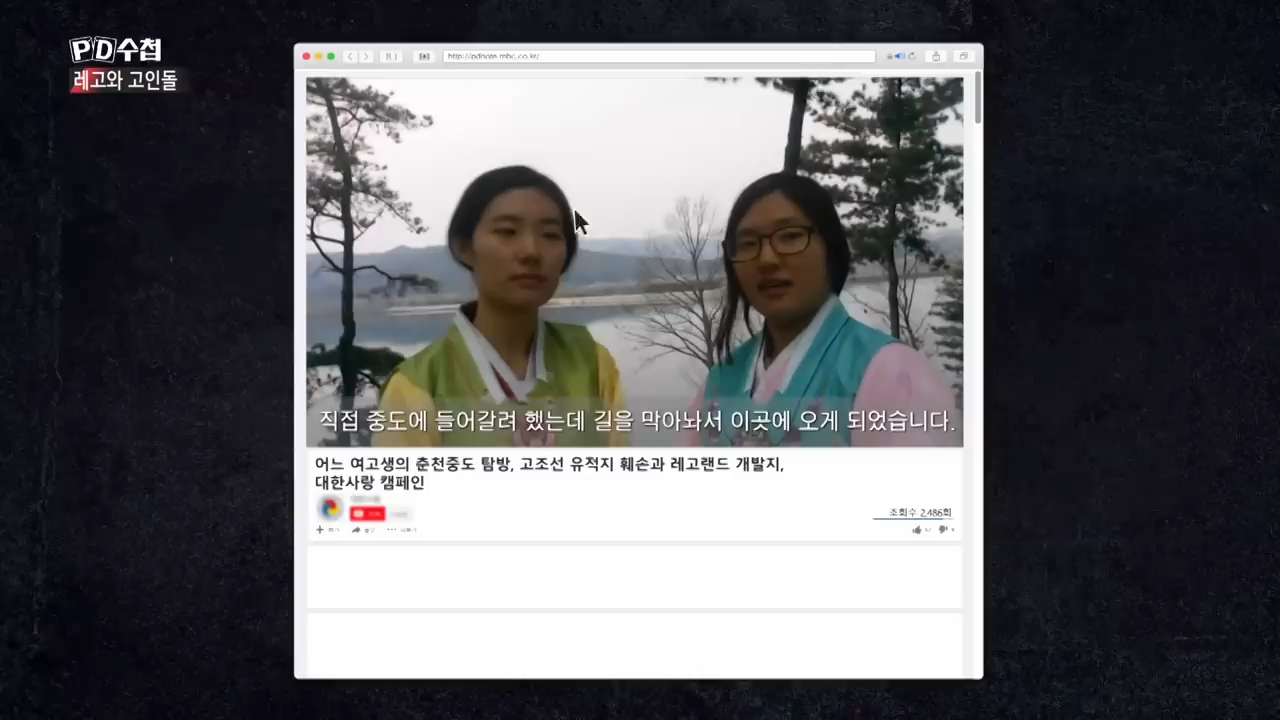 PD수첩
레고와 고인돌
http://pdnote.mbc.co.kr/
직접 중도에 들어갈려 했는데 길을 막아놔서 이곳에 오게 되었습니다.
어느 여고생의 춘천중도 탐방, 고조선 유적지 훼손과 레고랜드 개발지,
대한사랑 캠페인
조회수 2,486회